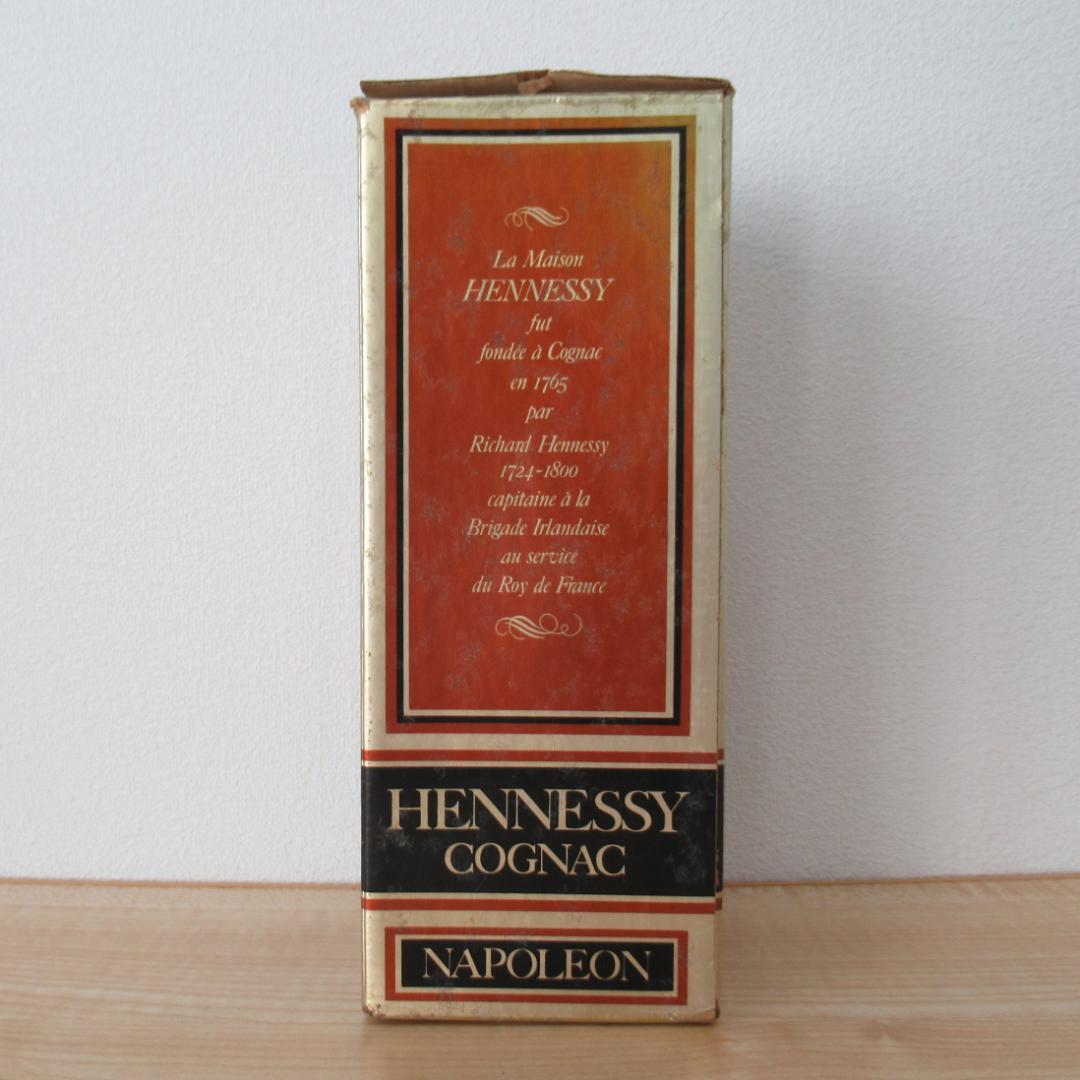 La Maison
HENNESSY
fut
fondée à Cognac
en 1765
par
Richard Hennessy
1724-1800
capitaine à la
Brigade Irlandaise
au service
du Roy de France
HENNESSY
COGNAC
NAPOLEON